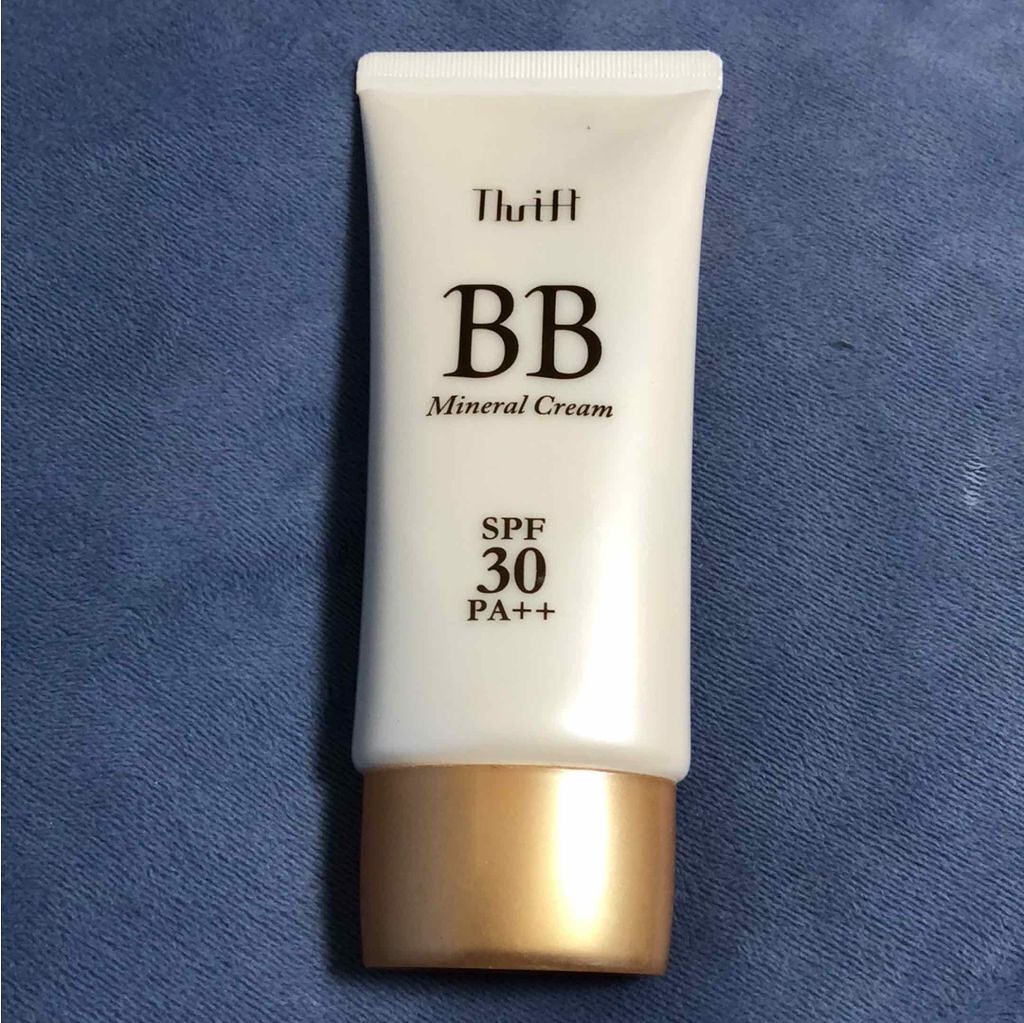 Thrift
BB
Mineral Cream
SPF
30
PA++